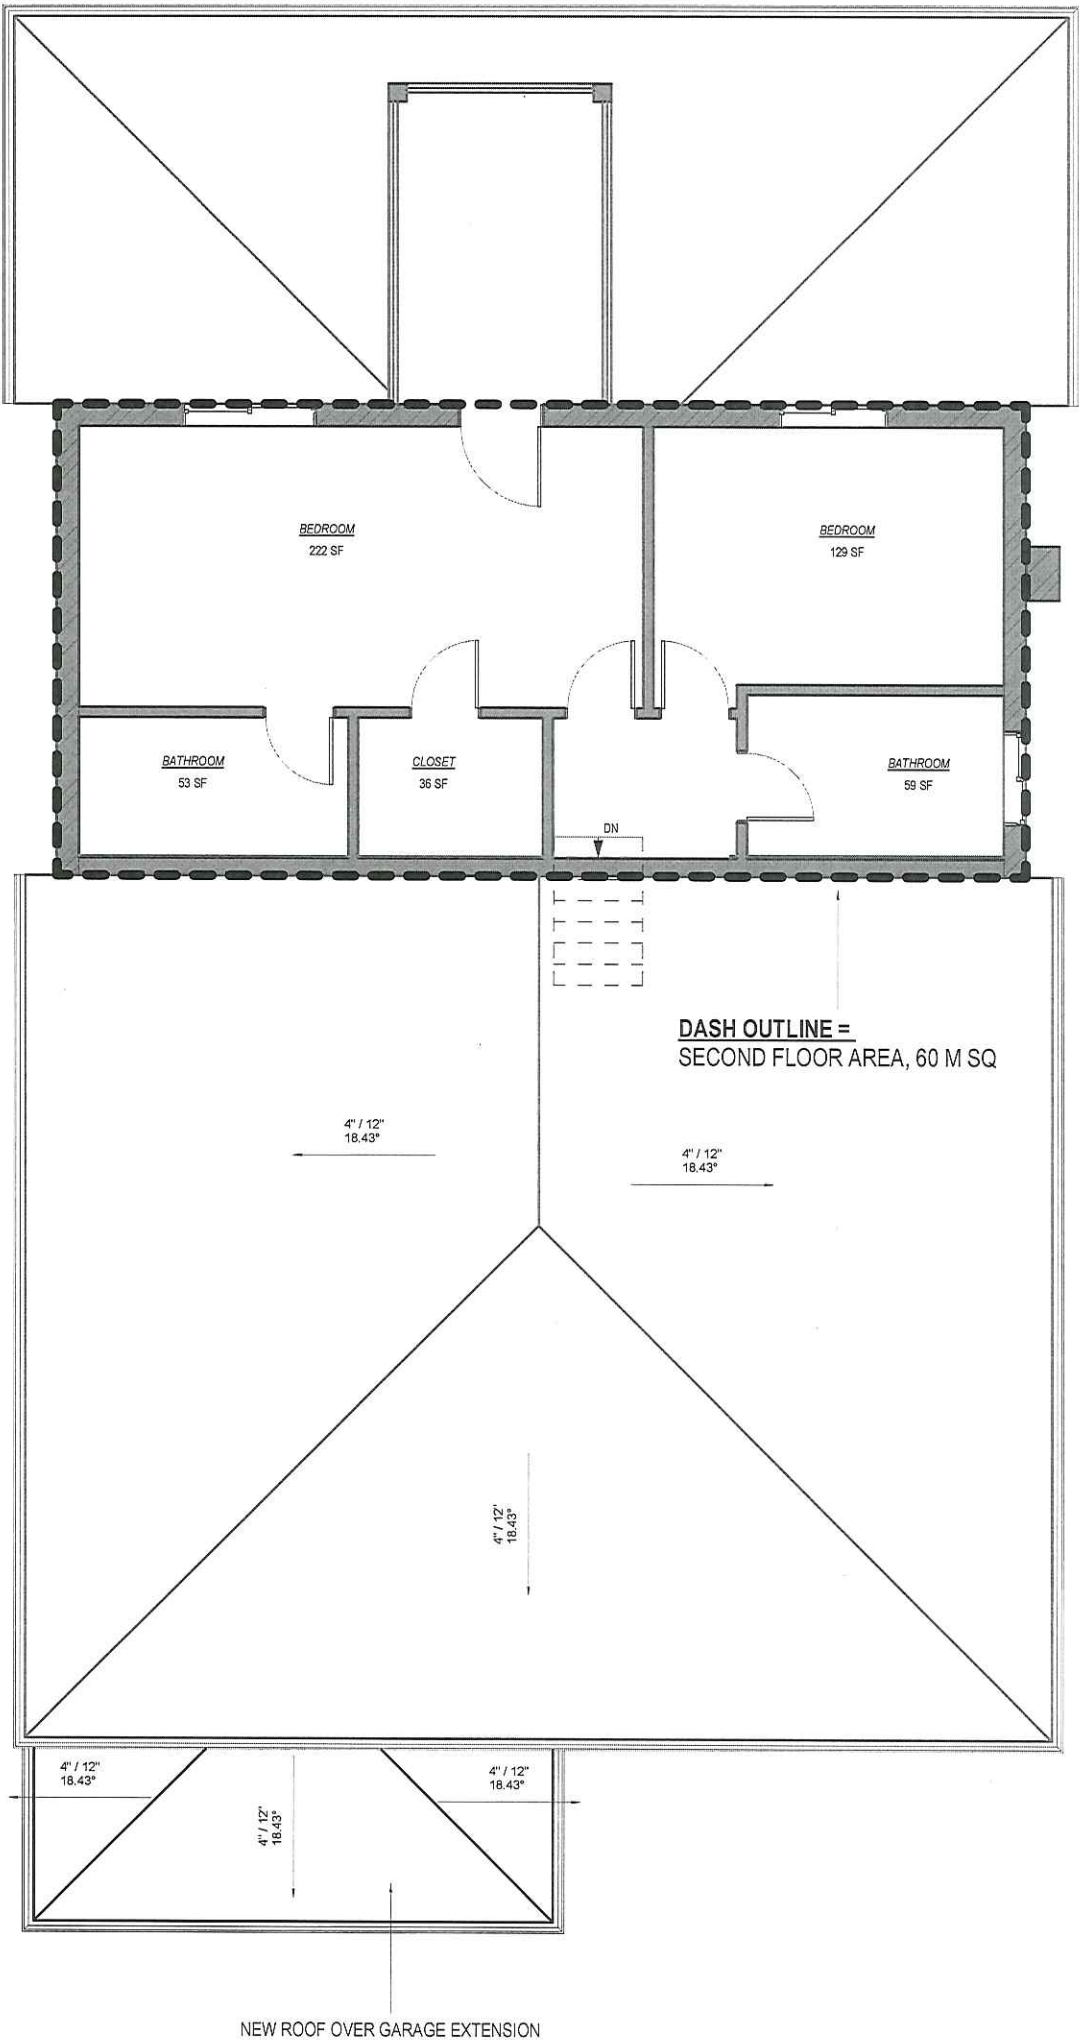 BEDROOM
222 SF
BEDROOM
129 SF
BATHROOM
53 SF
CLOSET
36 SF
BATHROOM
59 SF
DN
DASH OUTLINE =
SECOND FLOOR AREA, 60 M SQ
4" / 12"
18.43°
4" / 12"
18.43°
4" / 12"
18.43°
4" / 12"
18.43°
4" / 12"
18.43°
4" / 12"
18.43°
NEW ROOF OVER GARAGE EXTENSION